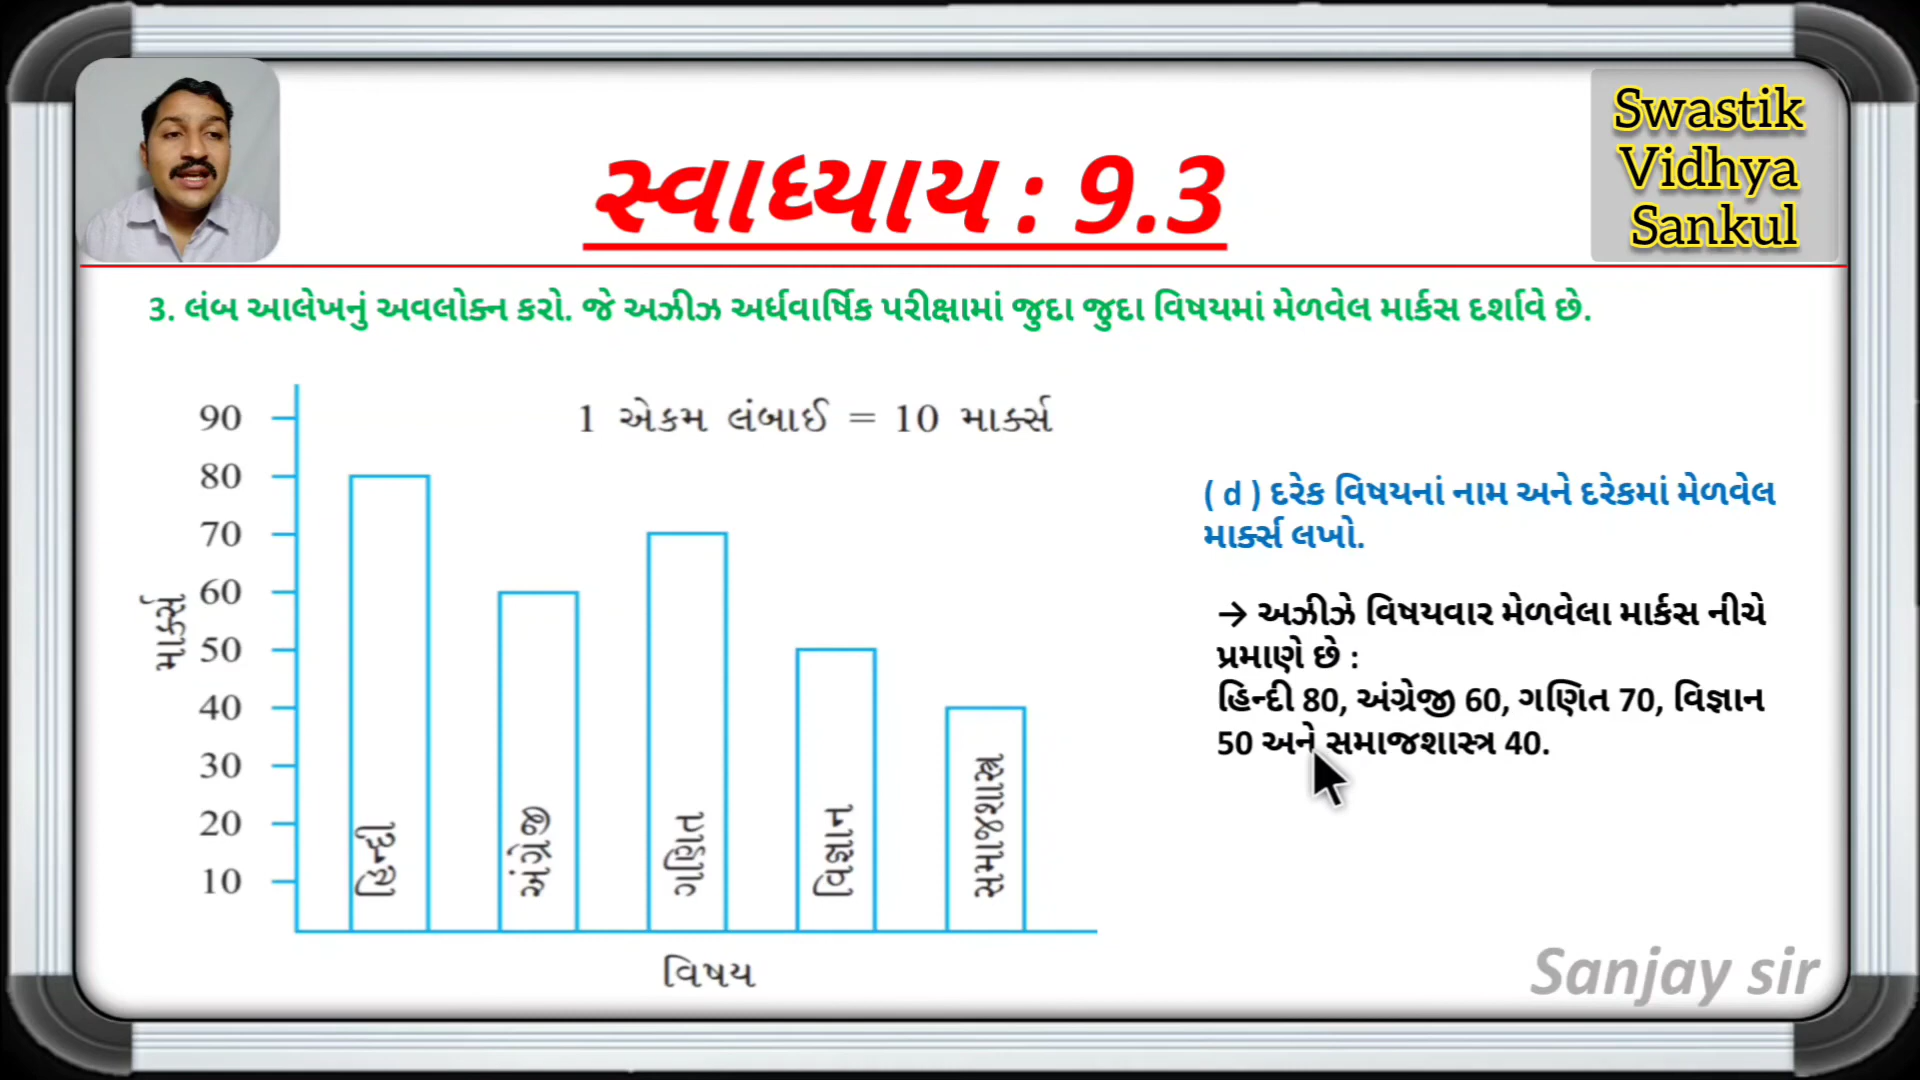 Swastik
Vidhya
Sankul
સ્વાધ્યાય : 9.3
3. લંબ આલેખનું અવલોક્ન કરો. જે અઝીઝ અર્ધવાર્ષિક પરીક્ષામાં જુદા જુદા વિષયમાં મેળવેલ માર્કસ દર્શાવે છે.
1 એકમ લંબાઈ = 10 માર્ક્સ
90
80
70
60
50
40
30
20
10
માર્ક્સ
હિન્દી
અંગ્રેજી
ગણિત
વિજ્ઞાન
સમાજશાસ્ત્ર
વિષય
( d ) દરેક વિષયનાં નામ અને દરેકમાં મેળવેલ
માર્ક્સ લખો.
→ અઝીઝે વિષયવાર મેળવેલા માર્કસ નીચે
પ્રમાણે છે :
હિન્દી 80, અંગ્રેજી 60, ગણિત 70, વિજ્ઞાન
50 અને સમાજશાસ્ત્ર 40.
Sanjay sir